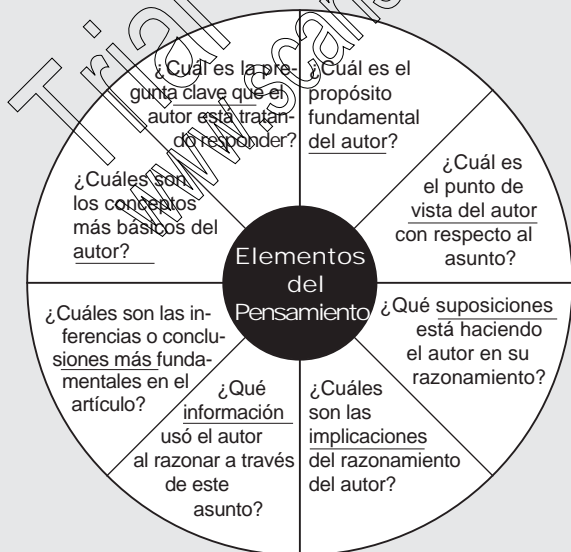 Trial
www.scans
¿Cuál es la pre-
gunta clave que el
autor está tratan-
do responder?
¿Cuál es el
propósito
fundamental
del autor?
¿Cuál es
el punto de
vista del autor
con respecto al
asunto?
¿Qué suposiciones
está haciendo
el autor en su
razonamiento?
¿Cuáles
son las
implicaciones
del razonamiento
del autor?
¿Qué
información
usó el autor
al razonar a través
de este
asunto?
¿Cuáles son las in-
ferencias o conclu-
siones más funda-
mentales en el
artículo?
¿Cuáles son
los conceptos
más básicos del
autor?
Elementos
del
Pensamiento